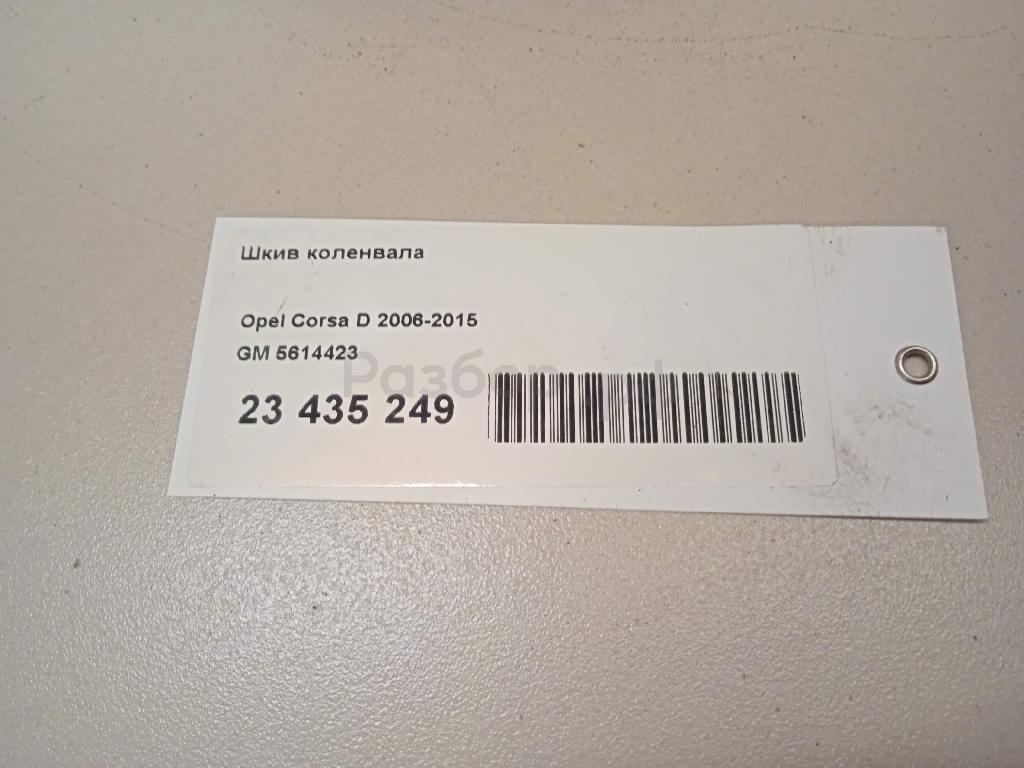 Шкив коленвала
Opel Corsa D 2006-2015
GM 5614423
23 435 249